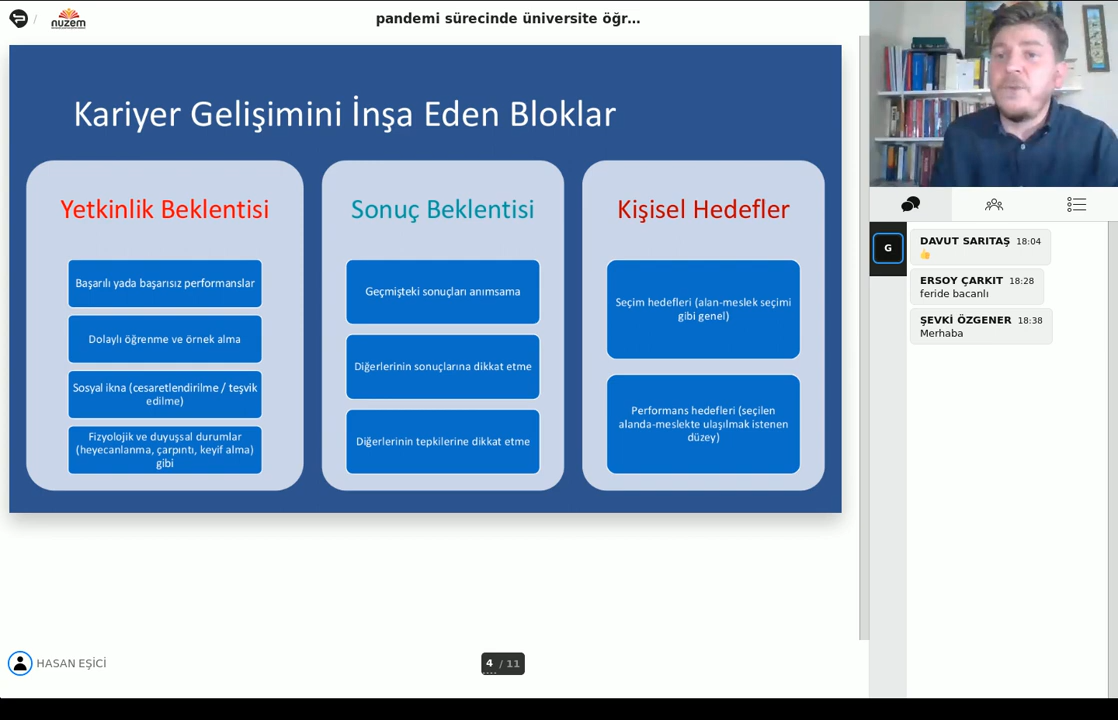 nuzem
pandemi sürecinde üniversite öğr...
Kariyer Gelişimini İnşa Eden Bloklar
Yetkinlik Beklentisi
Başarılı yada başarısız performanslar
Dolaylı öğrenme ve örnek alma
Sosyal ikna (cesaretlendirilme / teşvik
edilme)
Fizyolojik ve duyuşsal durumlar
(heyecanlanma, çarpıntı, keyif alma)
gibi
Sonuç Beklentisi
Geçmişteki sonuçları anımsama
Diğerlerinin sonuçlarına dikkat etme
Diğerlerinin tepkilerine dikkat etme
Kişisel Hedefler
Seçim hedefleri (alan-meslek seçimi
gibi genel)
Performans hedefleri (seçilen
alanda-meslekte ulaşılmak istenen
düzey)
G
DAVUT SARITAŞ 18:04
ERSOY ÇARKIT 18:28
feride bacanlı
ŞEVKİ ÖZGENER 18:38
Merhaba
HASAN EŞİCİ
4 / 11